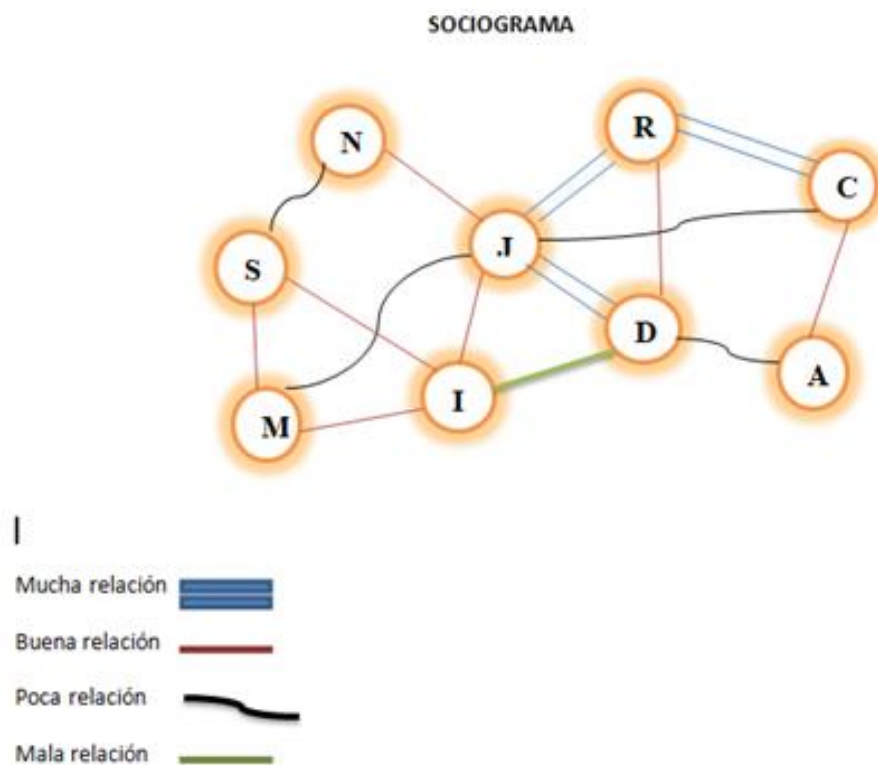 SOCIOGRAMA
N
R
C
J
S
D
A
I
M
Mucha relación
Buena relación
Poca relación
Mala relación